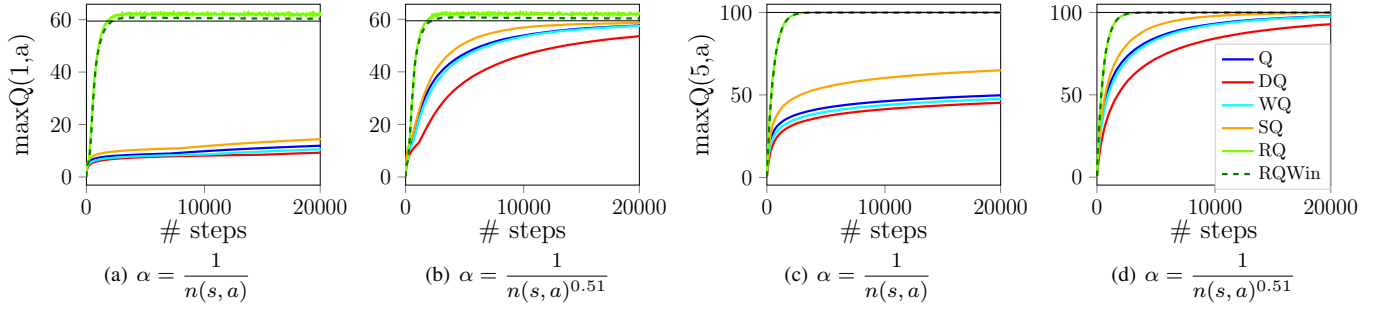 maxQ(1,a)
60
40
20
0
0 10000 20000
# steps
(a) α = 1 / n(s, a)
60
40
20
0
0 10000 20000
# steps
(b) α = 1 / n(s, a)^0.51
maxQ(5,a)
100
50
0
0 10000 20000
# steps
(c) α = 1 / n(s, a)
100
50
0
Q
DQ
WQ
SQ
RQ
RQWin
0 10000 20000
# steps
(d) α = 1 / n(s, a)^0.51